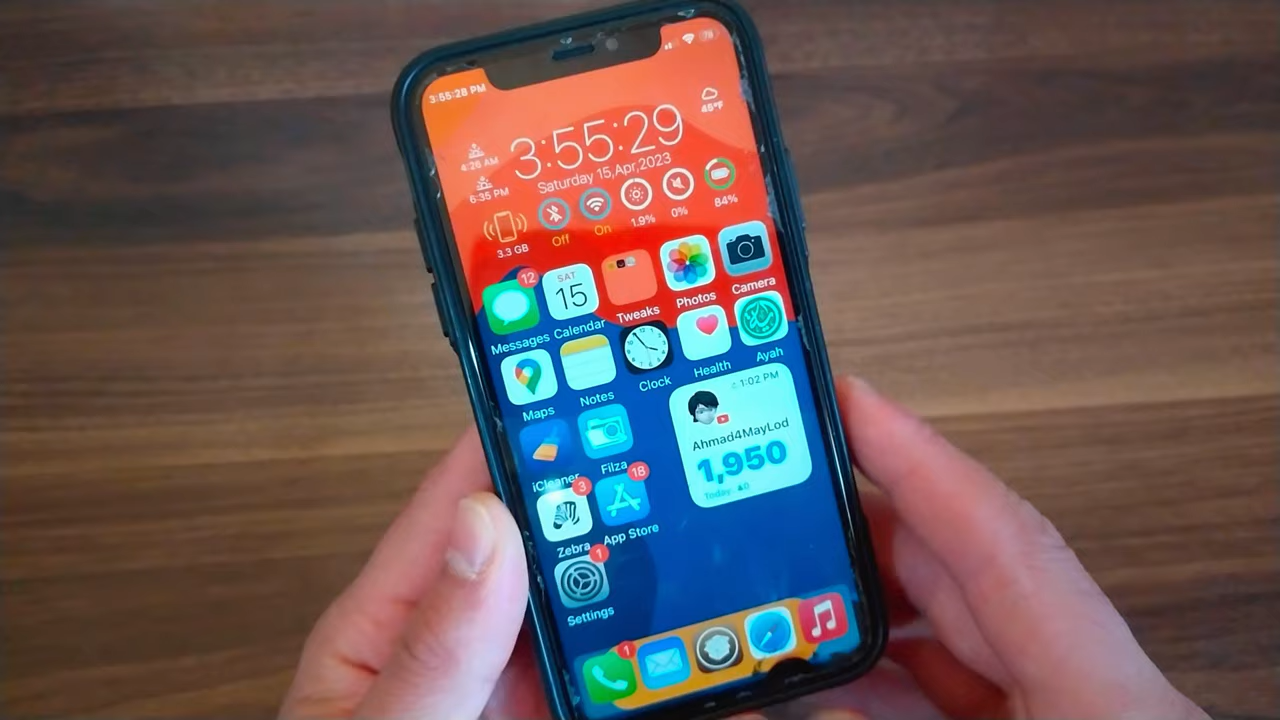 3:55:28 PM
45°F
3:55:29
4:26 AM
Saturday 15,Apr,2023
6:35 PM
3.3 GB
Off
On
1.9%
0%
84%
12
SAT
15
Messages
Calendar
Tweaks
Photos
Camera
Maps
Notes
Clock
Health
Ayah
1:02 PM
Ahmad4MayLod
1,950
Today: ▲0
iCleaner
Filza
3
18
Zebra
App Store
1
Settings
1